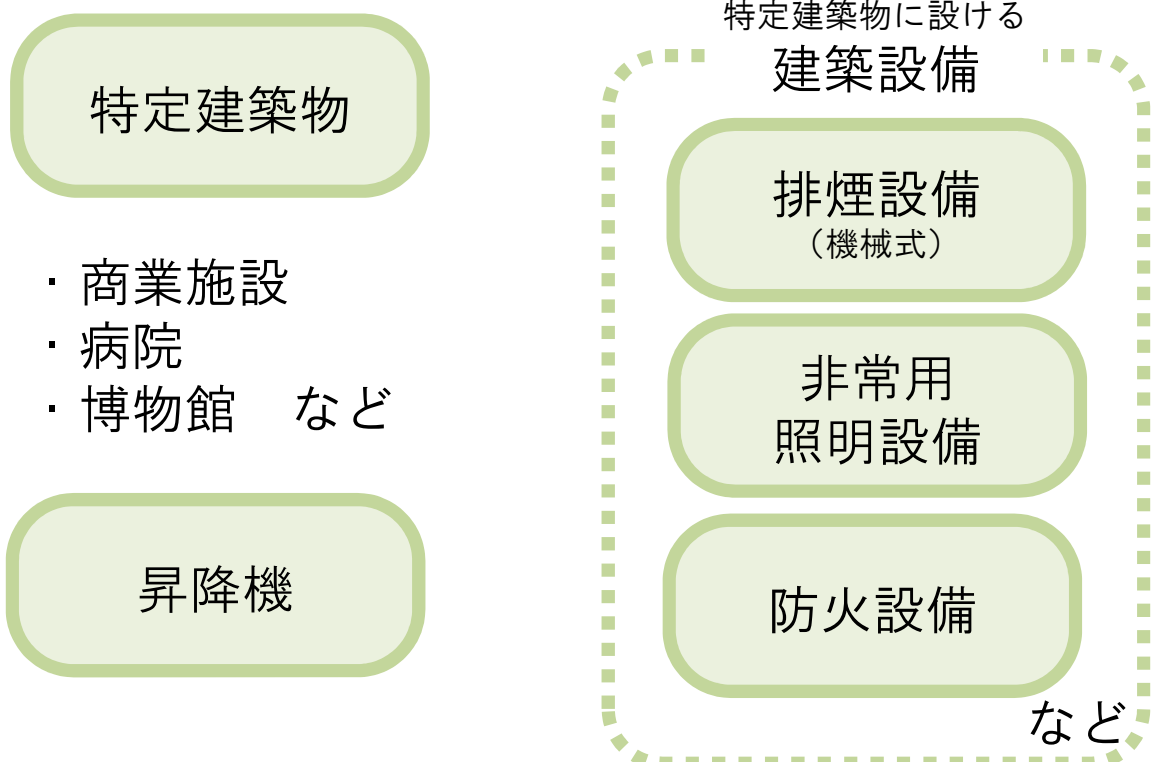 特定建築物
・商業施設
・病院
・博物館　など
昇降機
特定建築物に設ける
建築設備
排煙設備
（機械式）
非常用
照明設備
防火設備
など